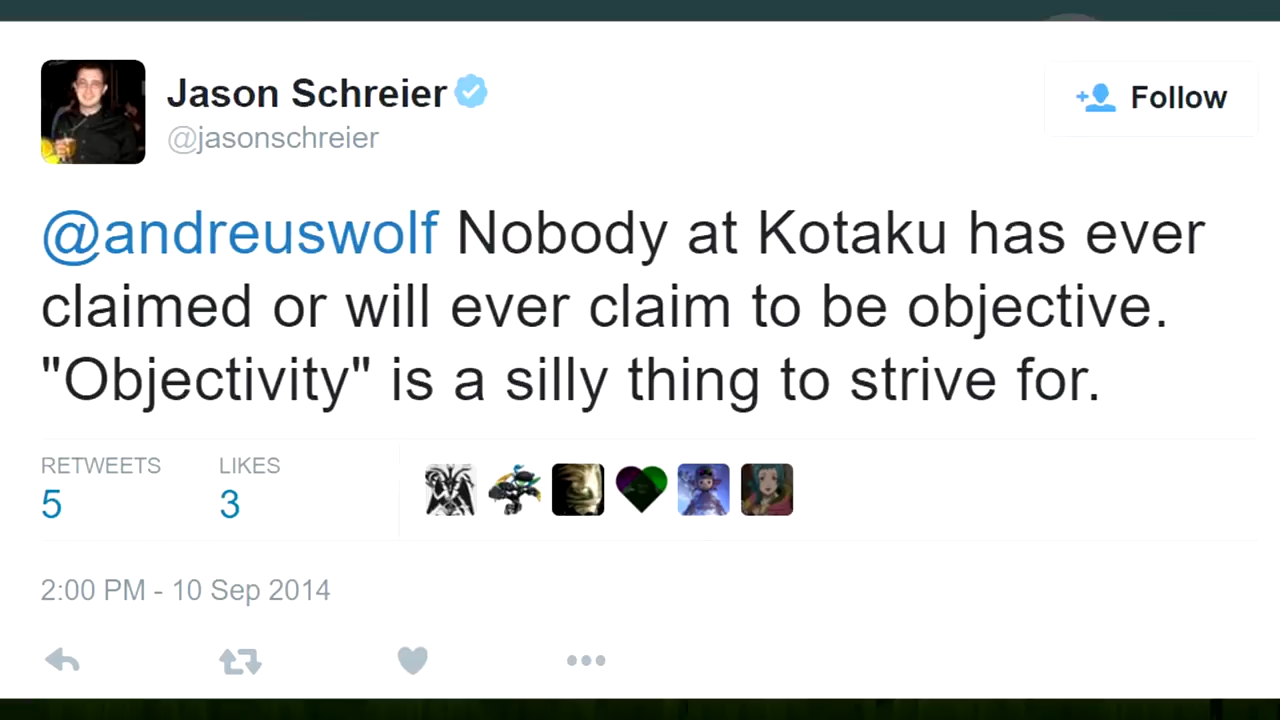 Jason Schreier
@jasonschreier
Follow
@andreuswolf Nobody at Kotaku has ever
claimed or will ever claim to be objective.
"Objectivity" is a silly thing to strive for.
RETWEETS LIKES
5 3
2:00 PM - 10 Sep 2014